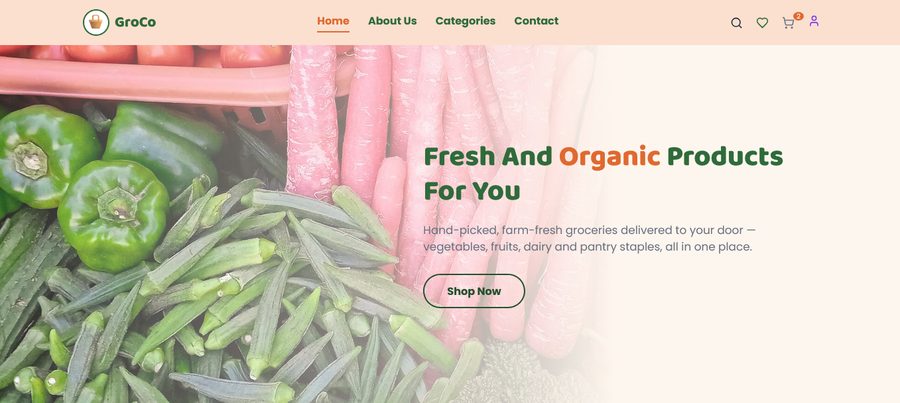 GroCo
Home About Us Categories Contact
2
Fresh And Organic Products
For You
Hand-picked, farm-fresh groceries delivered to your door —
vegetables, fruits, dairy and pantry staples, all in one place.
Shop Now